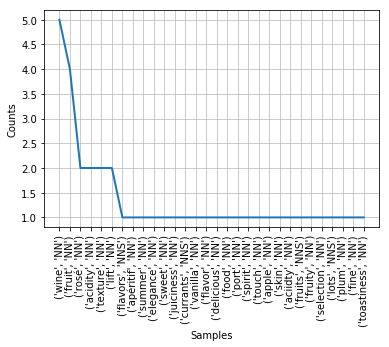 5.0
4.5
4.0
3.5
3.0
2.5
2.0
1.5
1.0
Counts
('wine', 'NN')
('fruit', 'NN')
('rosé', 'NN')
('acidity', 'NN')
('texture', 'NN')
('lift', 'NN')
('flavors', 'NNS')
('apéritif', 'NN')
('summer', 'NN')
('elegance', 'NN')
('sweet', 'NN')
('juiciness', 'NN')
('currants', 'NNS')
('vanilla', 'NN')
('flavor', 'NN')
('delicious', 'NN')
('food', 'NN')
('port', 'NN')
('spirit', 'NN')
('touch', 'NN')
('apple', 'NN')
('skin', 'NN')
('aciidty', 'NN')
('fruits', 'NNS')
('fruity', 'NN')
('selection', 'NN')
('lots', 'NNS')
('plum', 'NN')
('fine', 'NN')
('toastiness', 'NN')
Samples